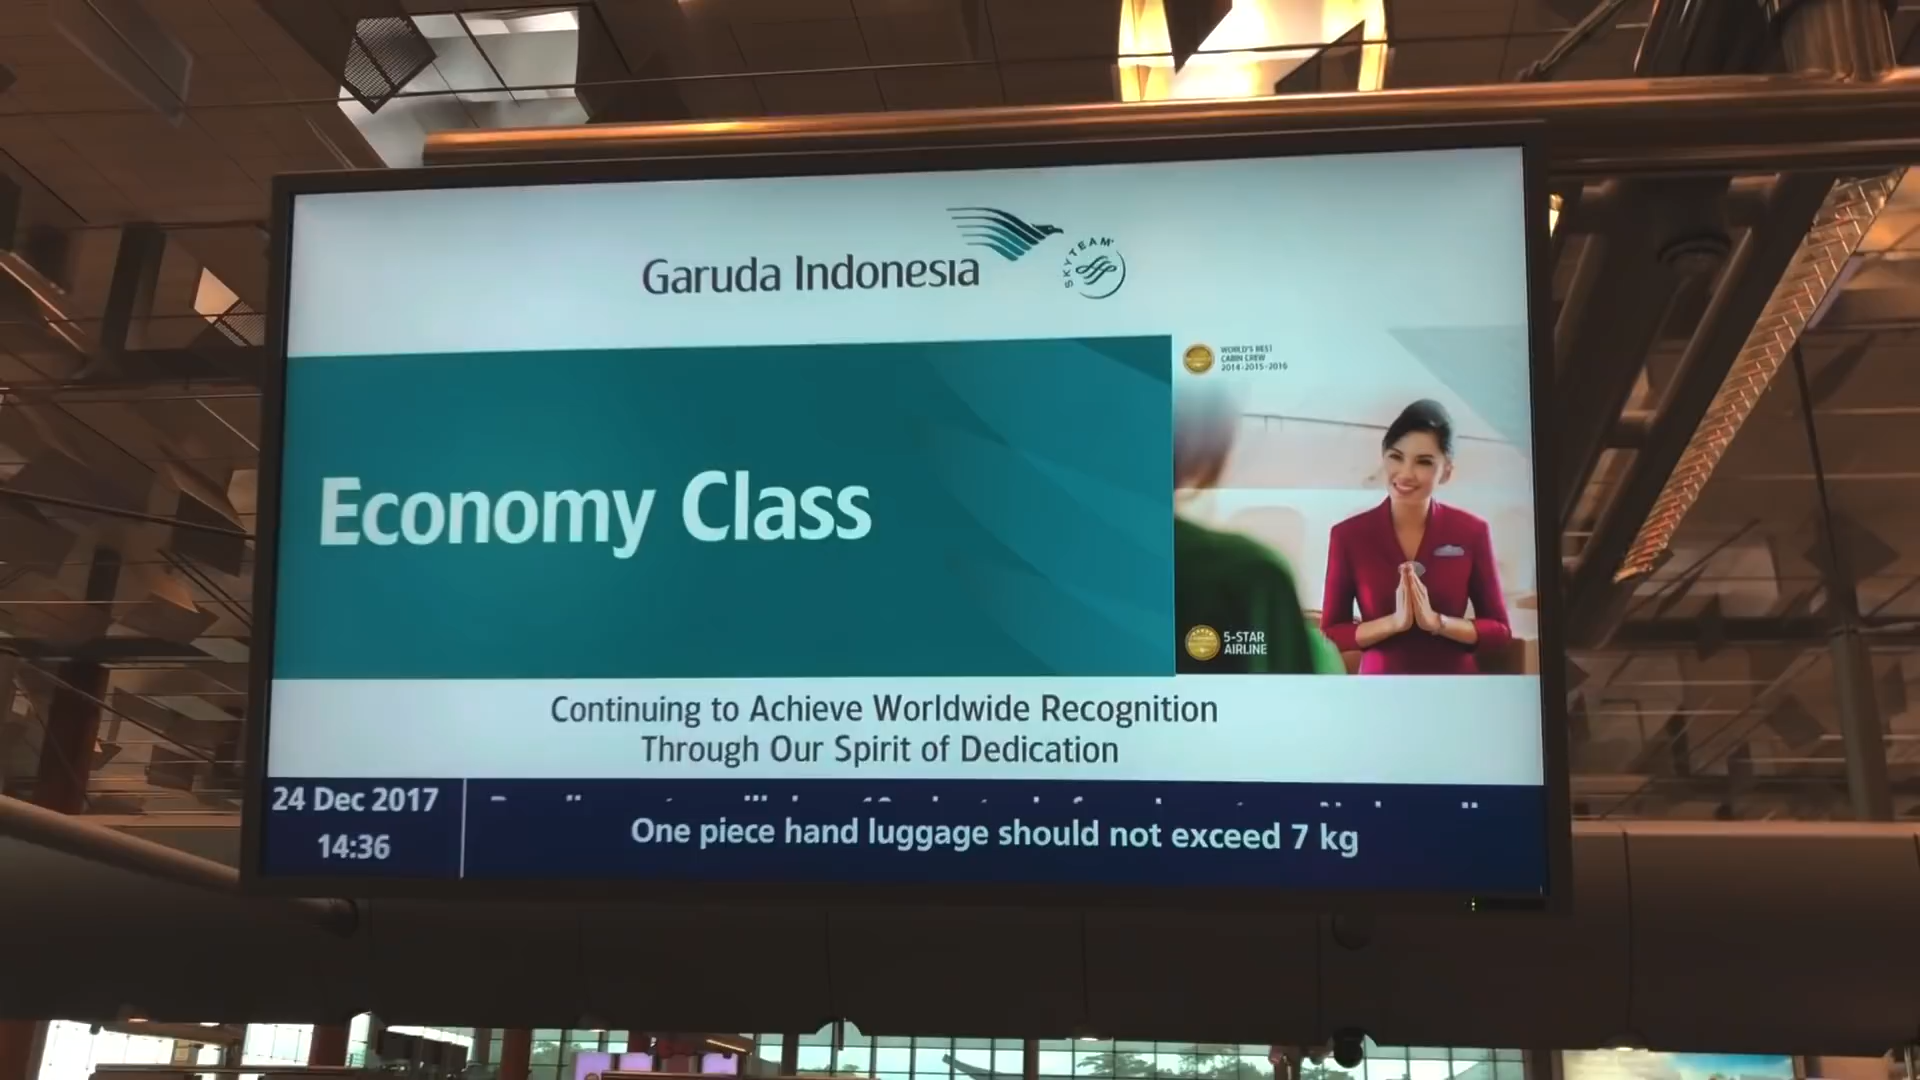 Garuda Indonesia
SKYTEAM
WORLD'S BEST
CABIN CREW
2014-2015-2016
Economy Class
5-STAR
AIRLINE
Continuing to Achieve Worldwide Recognition
Through Our Spirit of Dedication
24 Dec 2017
14:36
One piece hand luggage should not exceed 7 kg